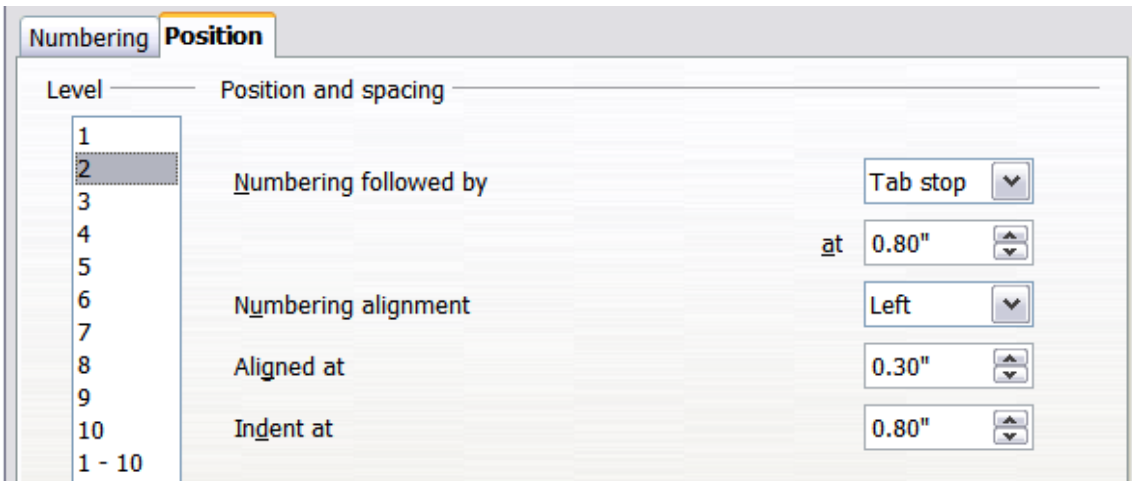 Numbering Position
Level Position and spacing
1
2
3
4
5
6
7
8
9
10
1 - 10
Numbering followed by Tab stop
at 0.80"
Numbering alignment Left
Aligned at 0.30"
Indent at 0.80"